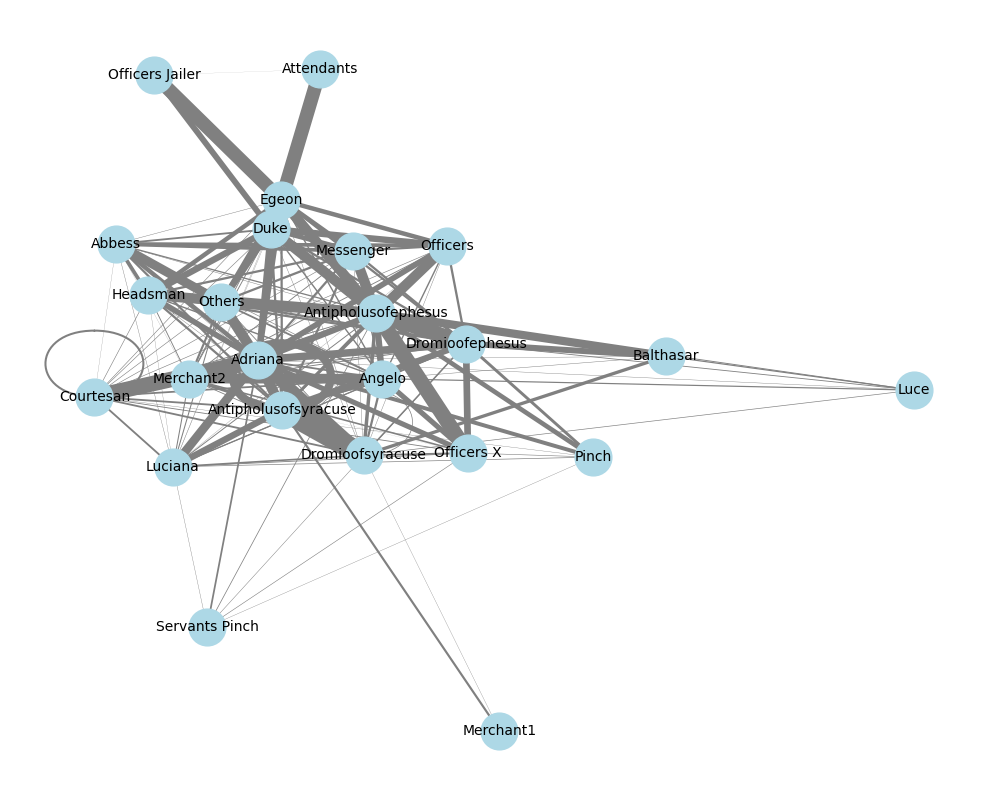 Attendants
Officers Jailer
Egeon
Duke
Abbess
Officers
Messenger
Headsman
Others
Antipholusofephesus
Dromioofephesus
Balthasar
Adriana
Merchant2
Angelo
Luce
Courtesan
Antipholusofsyracuse
Officers X
Dromioofsyracuse
Pinch
Luciana
Servants Pinch
Merchant1